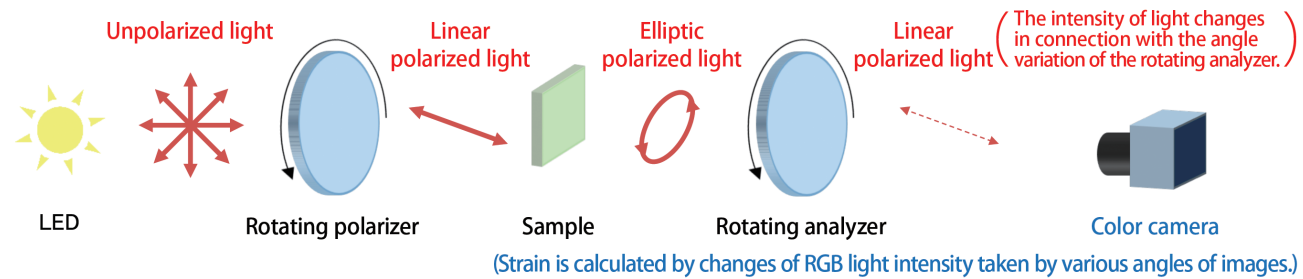 Unpolarized light
Linear
polarized light
Elliptic
polarized light
Linear
polarized light
(The intensity of light changes
in connection with the angle
variation of the rotating analyzer.)
LED
Rotating polarizer
Sample
Rotating analyzer
Color camera
(Strain is calculated by changes of RGB light intensity taken by various angles of images.)